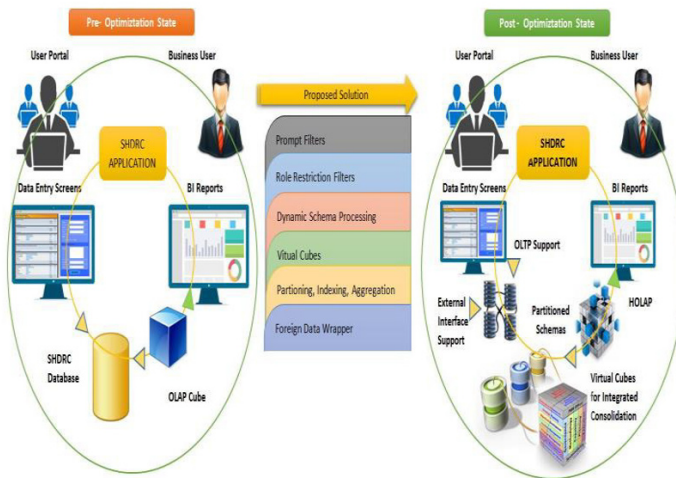 Pre- Optimiztation State
User Portal
Business User
SHDRC
APPLICATION
Data Entry Screens
BI Reports
SHDRC
Database
OLAP Cube
Proposed Solution
Prompt Filters
Role Restriction Filters
Dynamic Schema Processing
Vitual Cubes
Partioning, Indexing, Aggregation
Foreign Data Wrapper
Post - Optimiztation State
User Portal
Business User
SHDRC
APPLICATION
Data Entry Screens
BI Reports
OLTP Support
External
Interface
Support
Partitioned
Schemas
HOLAP
Virtual Cubes
for Integrated
Consolidation